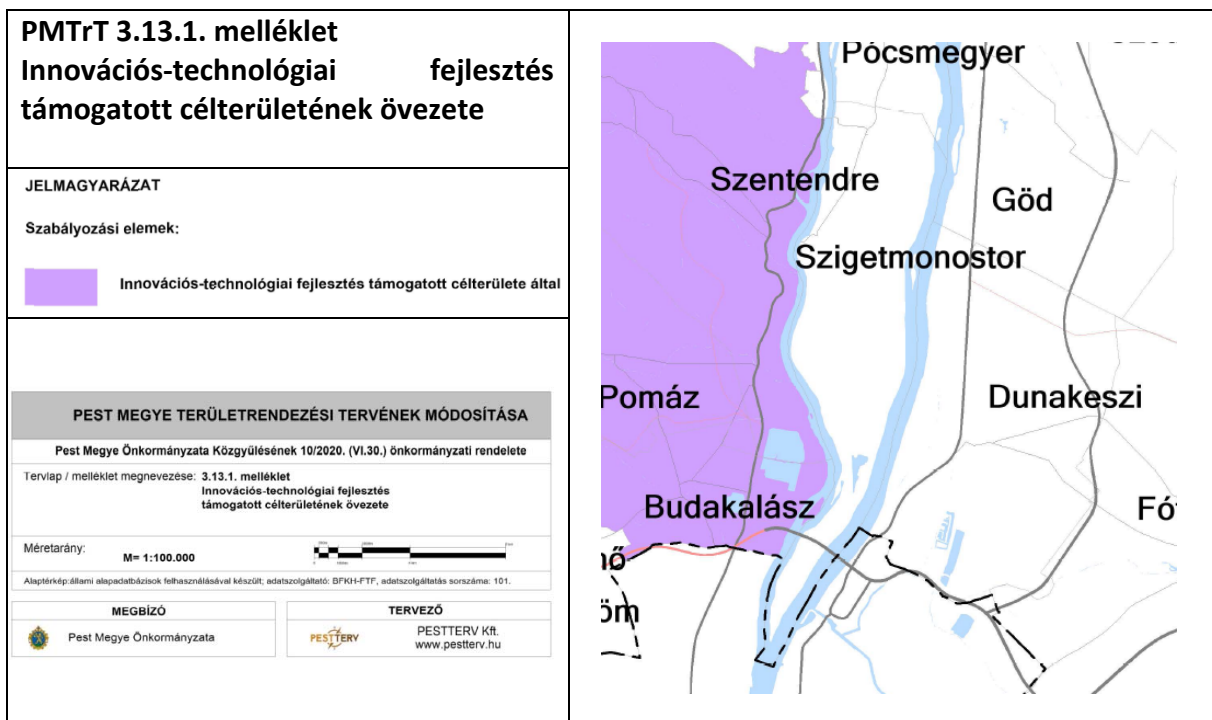 PMTrT 3.13.1. melléklet
Innovációs-technológiai fejlesztés
támogatott célterületének övezete
JELMAGYARÁZAT
Szabályozási elemek:
Innovációs-technológiai fejlesztés támogatott célterülete által
PEST MEGYE TERÜLETRENDEZÉSI TERVÉNEK MÓDOSÍTÁSA
Pest Megye Önkormányzata Közgyűlésének 10/2020. (VI.30.) önkormányzati rendelete
Tervlap / melléklet megnevezése: 3.13.1. melléklet
Innovációs-technológiai fejlesztés
támogatott célterületének övezete
Méretarány:
M= 1:100.000
Alaptérkép:állami alapadatbázisok felhasználásával készült; adatszolgáltató: BFKH-FTF, adatszolgáltatás sorszáma: 101.
MEGBÍZÓ
Pest Megye Önkormányzata
TERVEZŐ
PESTTERV
PESTTERV Kft.
www.pestterv.hu
Pócsmegyer
Szentendre
Göd
Szigetmonostor
Pomáz
Dunakeszi
Budakalász
Fó
nő
öm